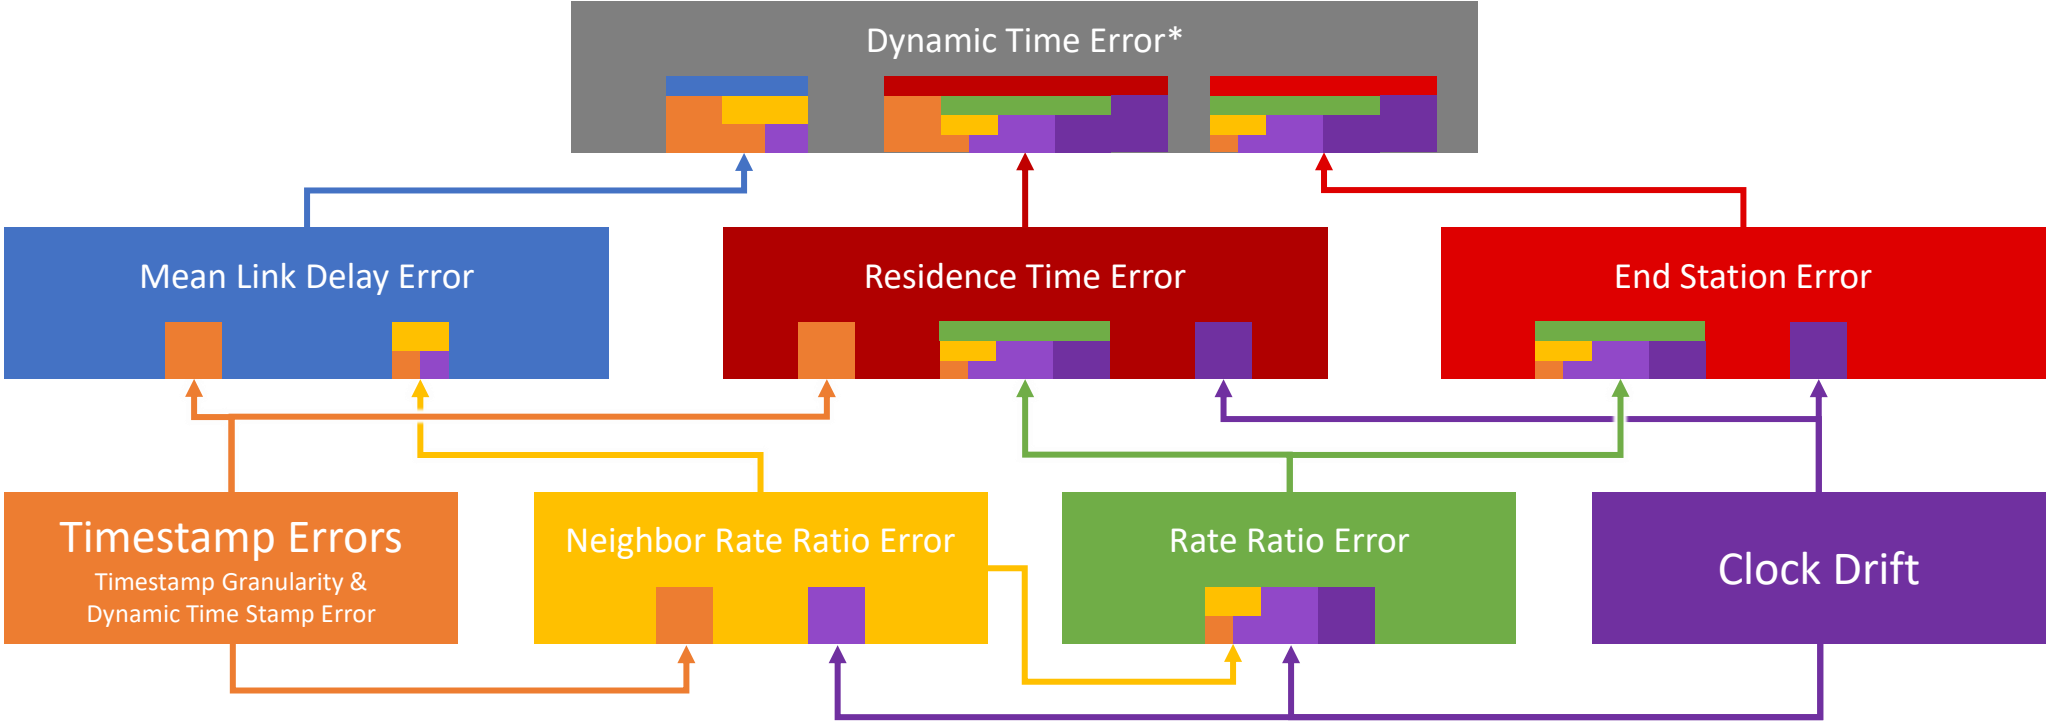 Dynamic Time Error*
Mean Link Delay Error
Residence Time Error
End Station Error
Timestamp Errors
Timestamp Granularity &
Dynamic Time Stamp Error
Neighbor Rate Ratio Error
Rate Ratio Error
Clock Drift